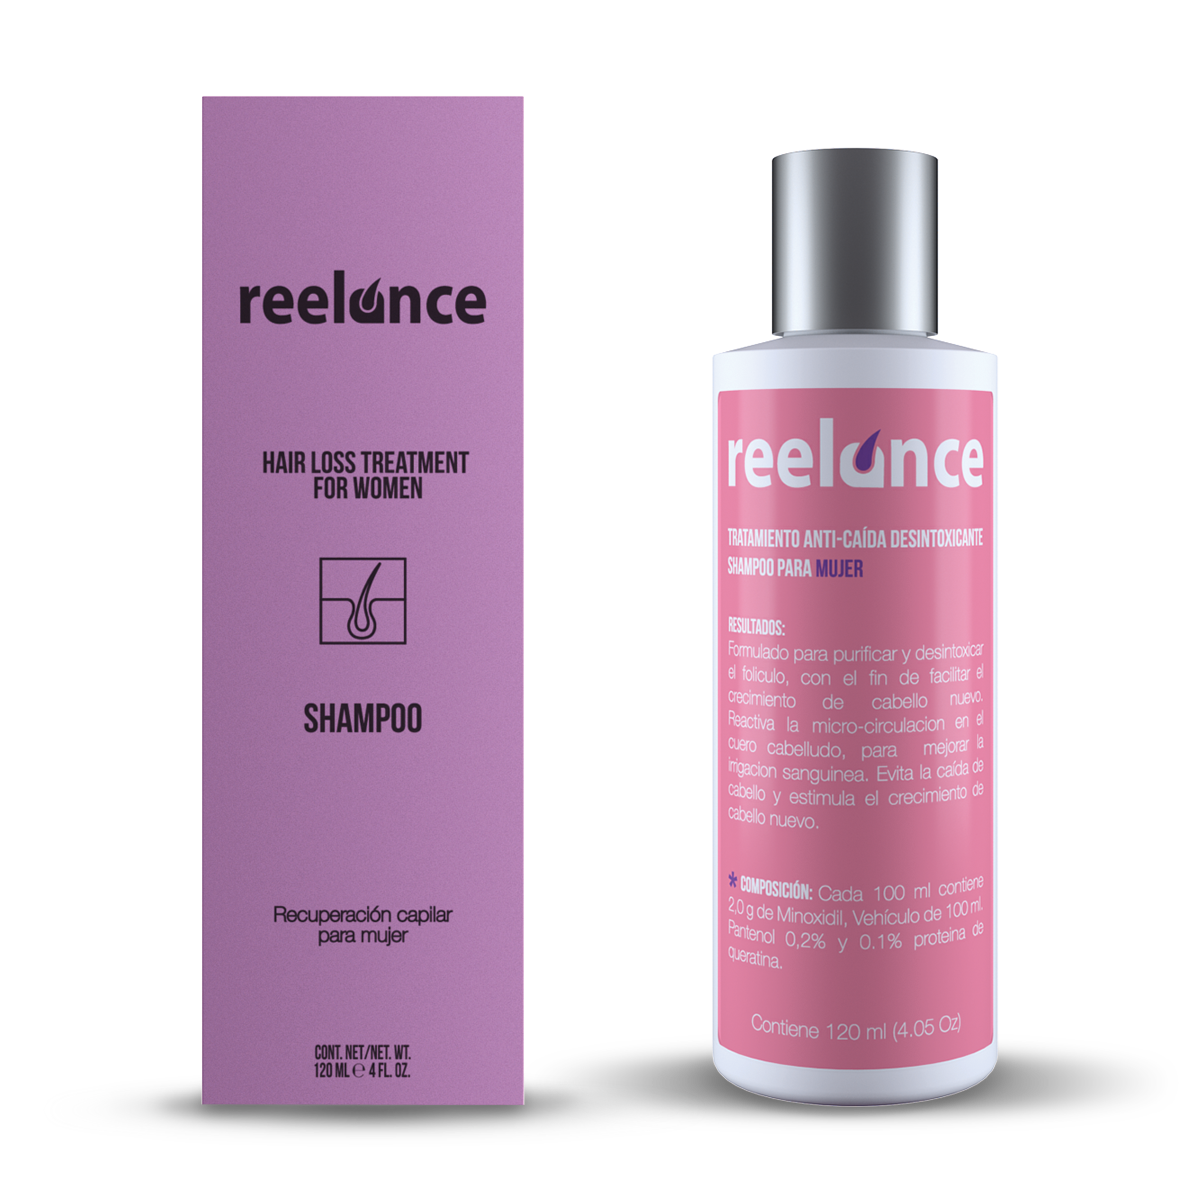 reelance
HAIR LOSS TREATMENT
FOR WOMEN
SHAMPOO
Recuperación capilar
para mujer
CONT. NET/NET. WT.
120 ML ℮ 4 FL. OZ.
reelance
TRATAMIENTO ANTI-CAÍDA DESINTOXICANTE
SHAMPOO PARA MUJER
RESULTADOS:
Formulado para purificar y desintoxicar
el foliculo, con el fin de facilitar el
crecimiento de cabello nuevo.
Reactiva la micro-circulacion en el
cuero cabelludo, para mejorar la
irrigacion sanguinea. Evita la caída de
cabello y estimula el crecimiento de
cabello nuevo.
* COMPOSICIÓN: Cada 100 ml contiene
2,0 g de Minoxidil, Vehículo de 100 ml.
Pantenol 0,2% y 0.1% proteina de
queratina.
Contiene 120 ml (4.05 Oz)